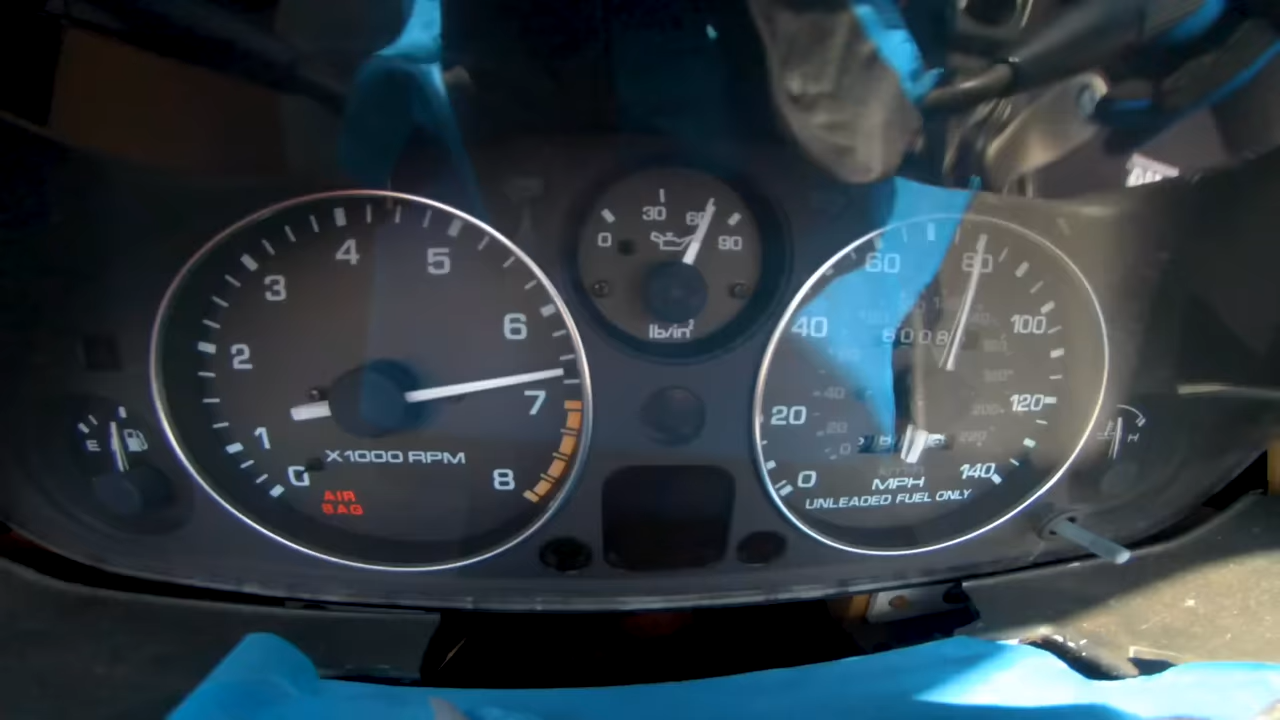 0 1 2 3 4 5 6 7 8
X1000 RPM
AIR
BAG
E
0 30 60 90
lb/in²
0 20 40 60 80 100 120 140
MPH
UNLEADED FUEL ONLY
H